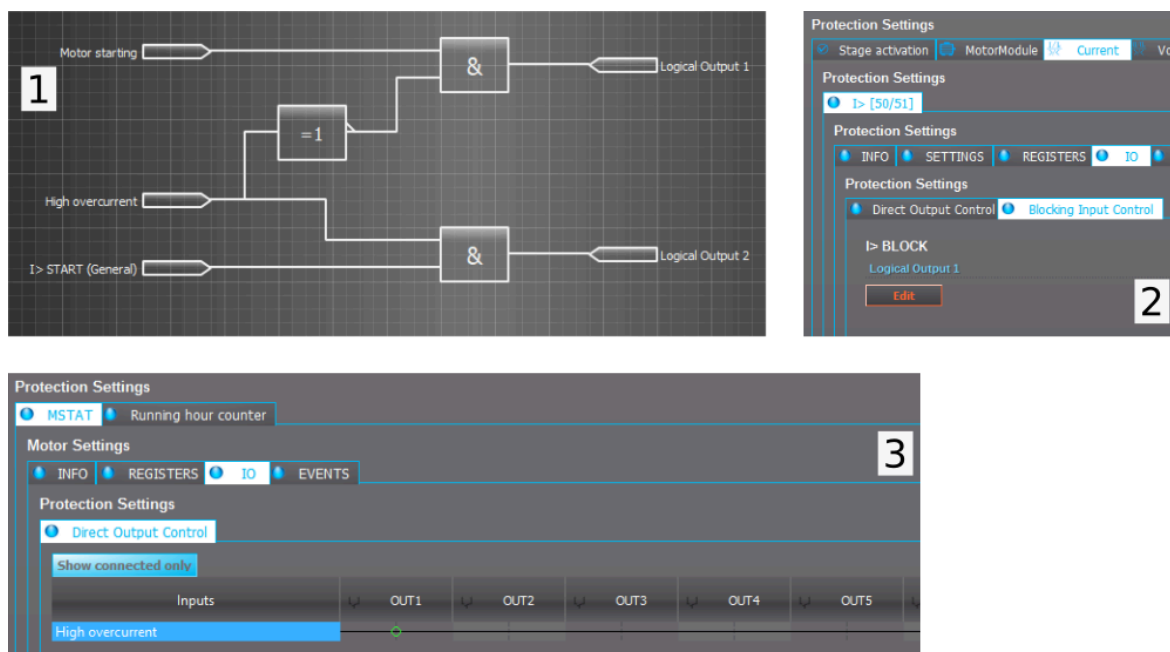 Motor starting
1
&
Logical Output 1
=1
High overcurrent
&
Logical Output 2
I> START (General)
Protection Settings
Stage activation MotorModule Current Vo
Protection Settings
I> [50/51]
Protection Settings
INFO SETTINGS REGISTERS IO
Protection Settings
Direct Output Control Blocking Input Control
I> BLOCK
Logical Output 1
Edit
2
Protection Settings
MSTAT Running hour counter
Motor Settings
3
INFO REGISTERS IO EVENTS
Protection Settings
Direct Output Control
Show connected only
Inputs OUT1 OUT2 OUT3 OUT4 OUT5
High overcurrent